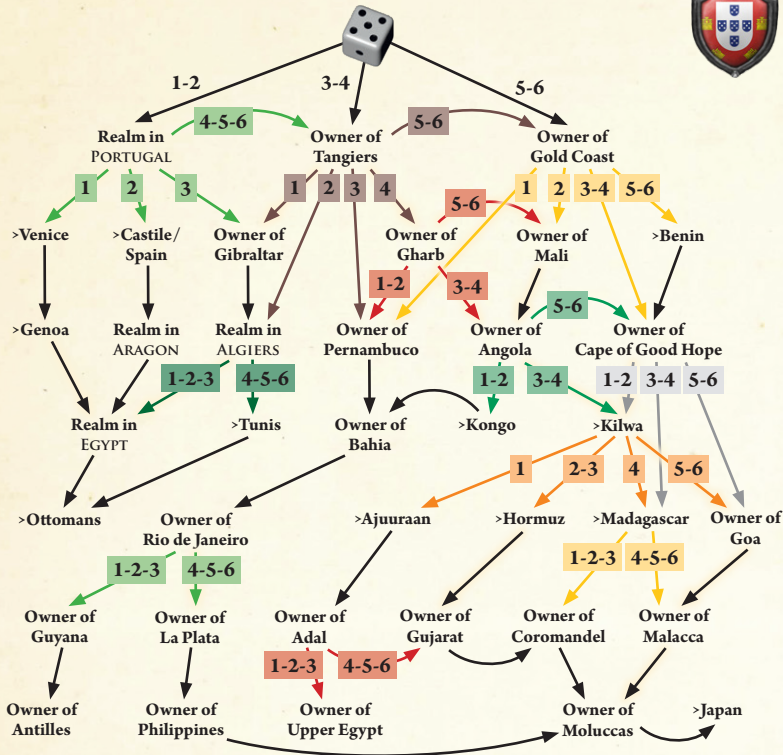 1-2
3-4
5-6
4-5-6
5-6
Realm in
PORTUGAL
Owner of
Tangiers
Owner of
Gold Coast
1
2
3
1
2
3
4
5-6
1
2
3-4
5-6
>Venice
>Castile/
Spain
Owner of
Gibraltar
Owner of
Gharb
Owner of
Mali
>Benin
1-2
3-4
5-6
>Genoa
Realm in
ARAGON
Realm in
ALGIERS
Owner of
Pernambuco
Owner of
Angola
Owner of
Cape of Good Hope
1-2-3
4-5-6
1-2
3-4
1-2
3-4
5-6
Realm in
EGYPT
>Tunis
Owner of
Bahia
>Kongo
>Kilwa
1
2-3
4
5-6
>Ottomans
Owner of
Rio de Janeiro
>Ajuuraan
>Hormuz
>Madagascar
Owner of
Goa
1-2-3
4-5-6
1-2-3
4-5-6
Owner of
Guyana
Owner of
La Plata
Owner of
Adal
Owner of
Gujarat
Owner of
Coromandel
Owner of
Malacca
1-2-3
4-5-6
Owner of
Antilles
Owner of
Philippines
Owner of
Upper Egypt
Owner of
Moluccas
>Japan